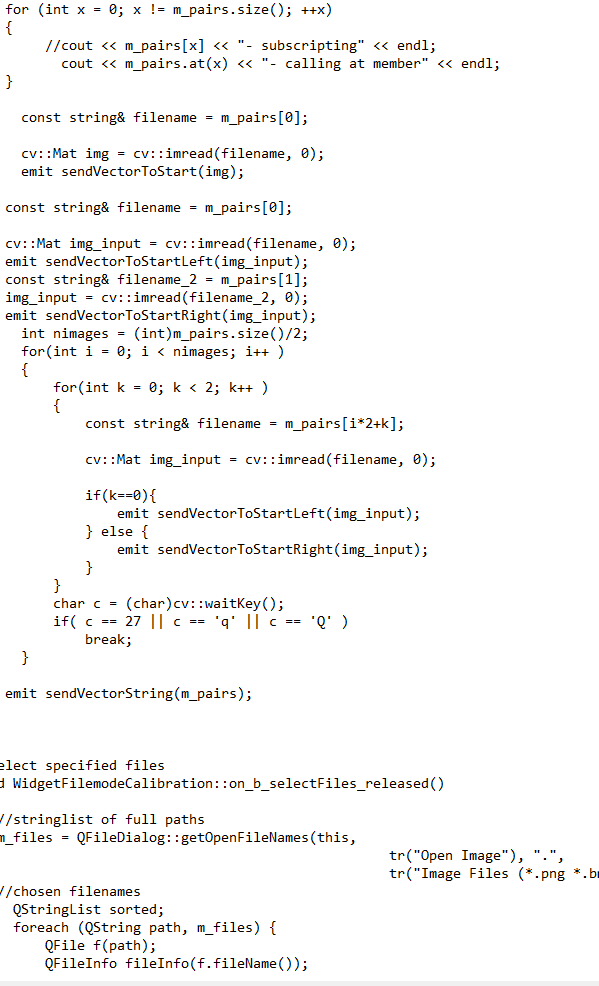 for (int x = 0; x != m_pairs.size(); ++x)
{
//cout << m_pairs[x] << "- subscripting" << endl;
cout << m_pairs.at(x) << "- calling at member" << endl;
}
const string& filename = m_pairs[0];
cv::Mat img = cv::imread(filename, 0);
emit sendVectorToStart(img);
const string& filename = m_pairs[0];
cv::Mat img_input = cv::imread(filename, 0);
emit sendVectorToStartLeft(img_input);
const string& filename_2 = m_pairs[1];
img_input = cv::imread(filename_2, 0);
emit sendVectorToStartRight(img_input);
int nimages = (int)m_pairs.size()/2;
for(int i = 0; i < nimages; i++ )
{
for(int k = 0; k < 2; k++ )
{
const string& filename = m_pairs[i*2+k];
cv::Mat img_input = cv::imread(filename, 0);
if(k==0){
emit sendVectorToStartLeft(img_input);
} else {
emit sendVectorToStartRight(img_input);
}
}
char c = (char)cv::waitKey();
if( c == 27 || c == 'q' || c == 'Q' )
break;
}
emit sendVectorString(m_pairs);
elect specified files
d WidgetFilemodeCalibration::on_b_selectFiles_released()
//stringlist of full paths
m_files = QFileDialog::getOpenFileNames(this,
tr("Open Image"), ".",
tr("Image Files (*.png *.bm
//chosen filenames
QStringList sorted;
foreach (QString path, m_files) {
QFile f(path);
QFileInfo fileInfo(f.fileName());